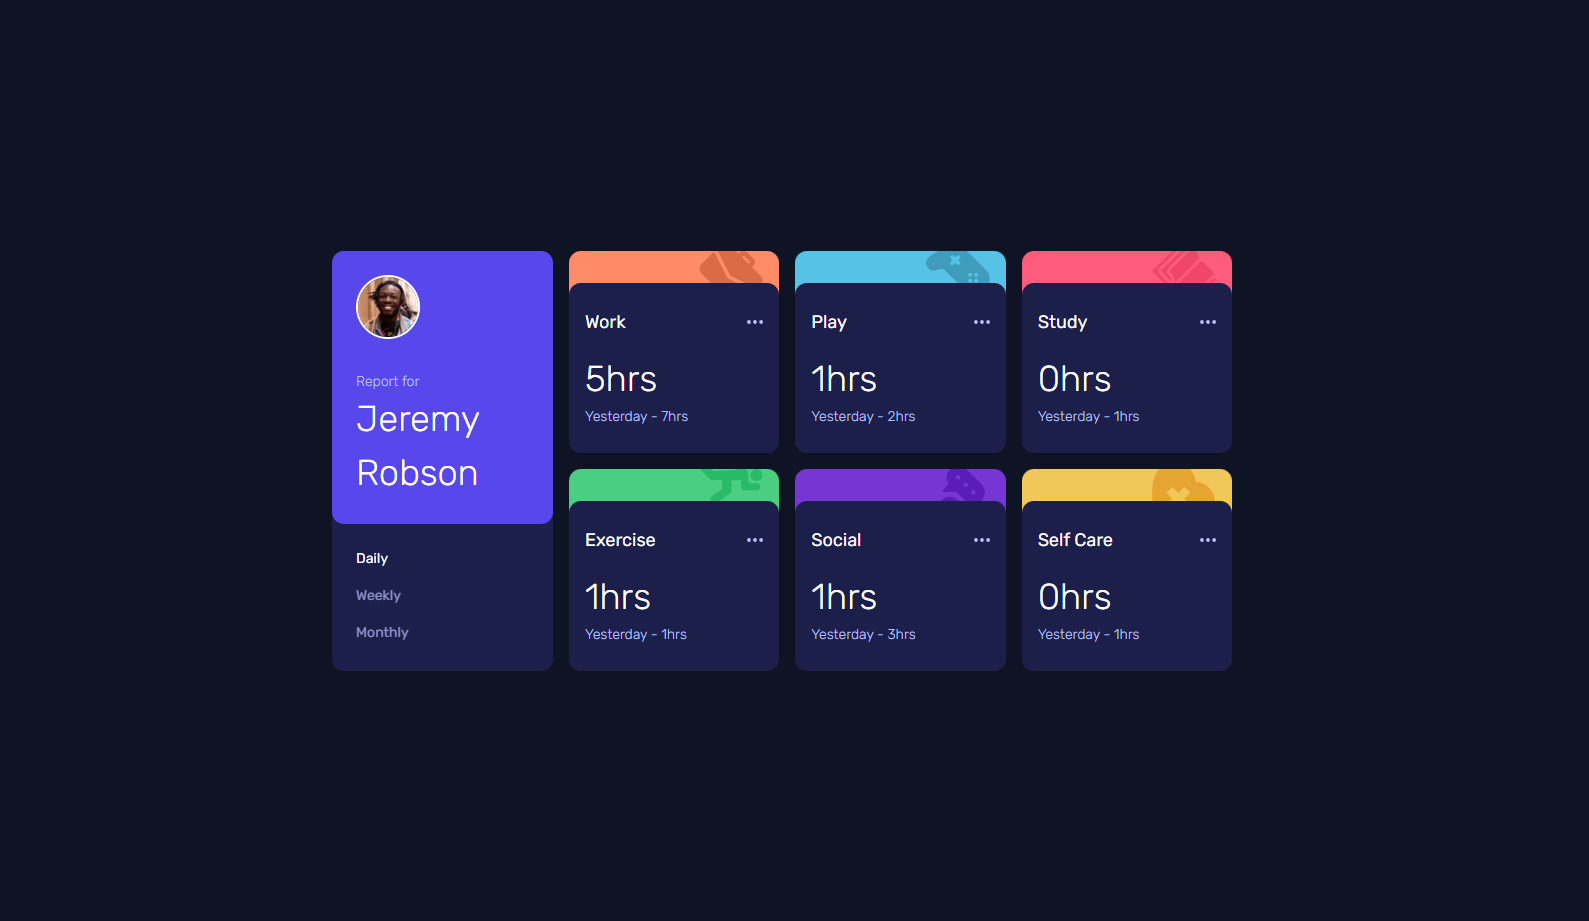 Report for
Jeremy
Robson
Daily
Weekly
Monthly
Work
5hrs
Yesterday - 7hrs
Play
1hrs
Yesterday - 2hrs
Study
0hrs
Yesterday - 1hrs
Exercise
1hrs
Yesterday - 1hrs
Social
1hrs
Yesterday - 3hrs
Self Care
0hrs
Yesterday - 1hrs